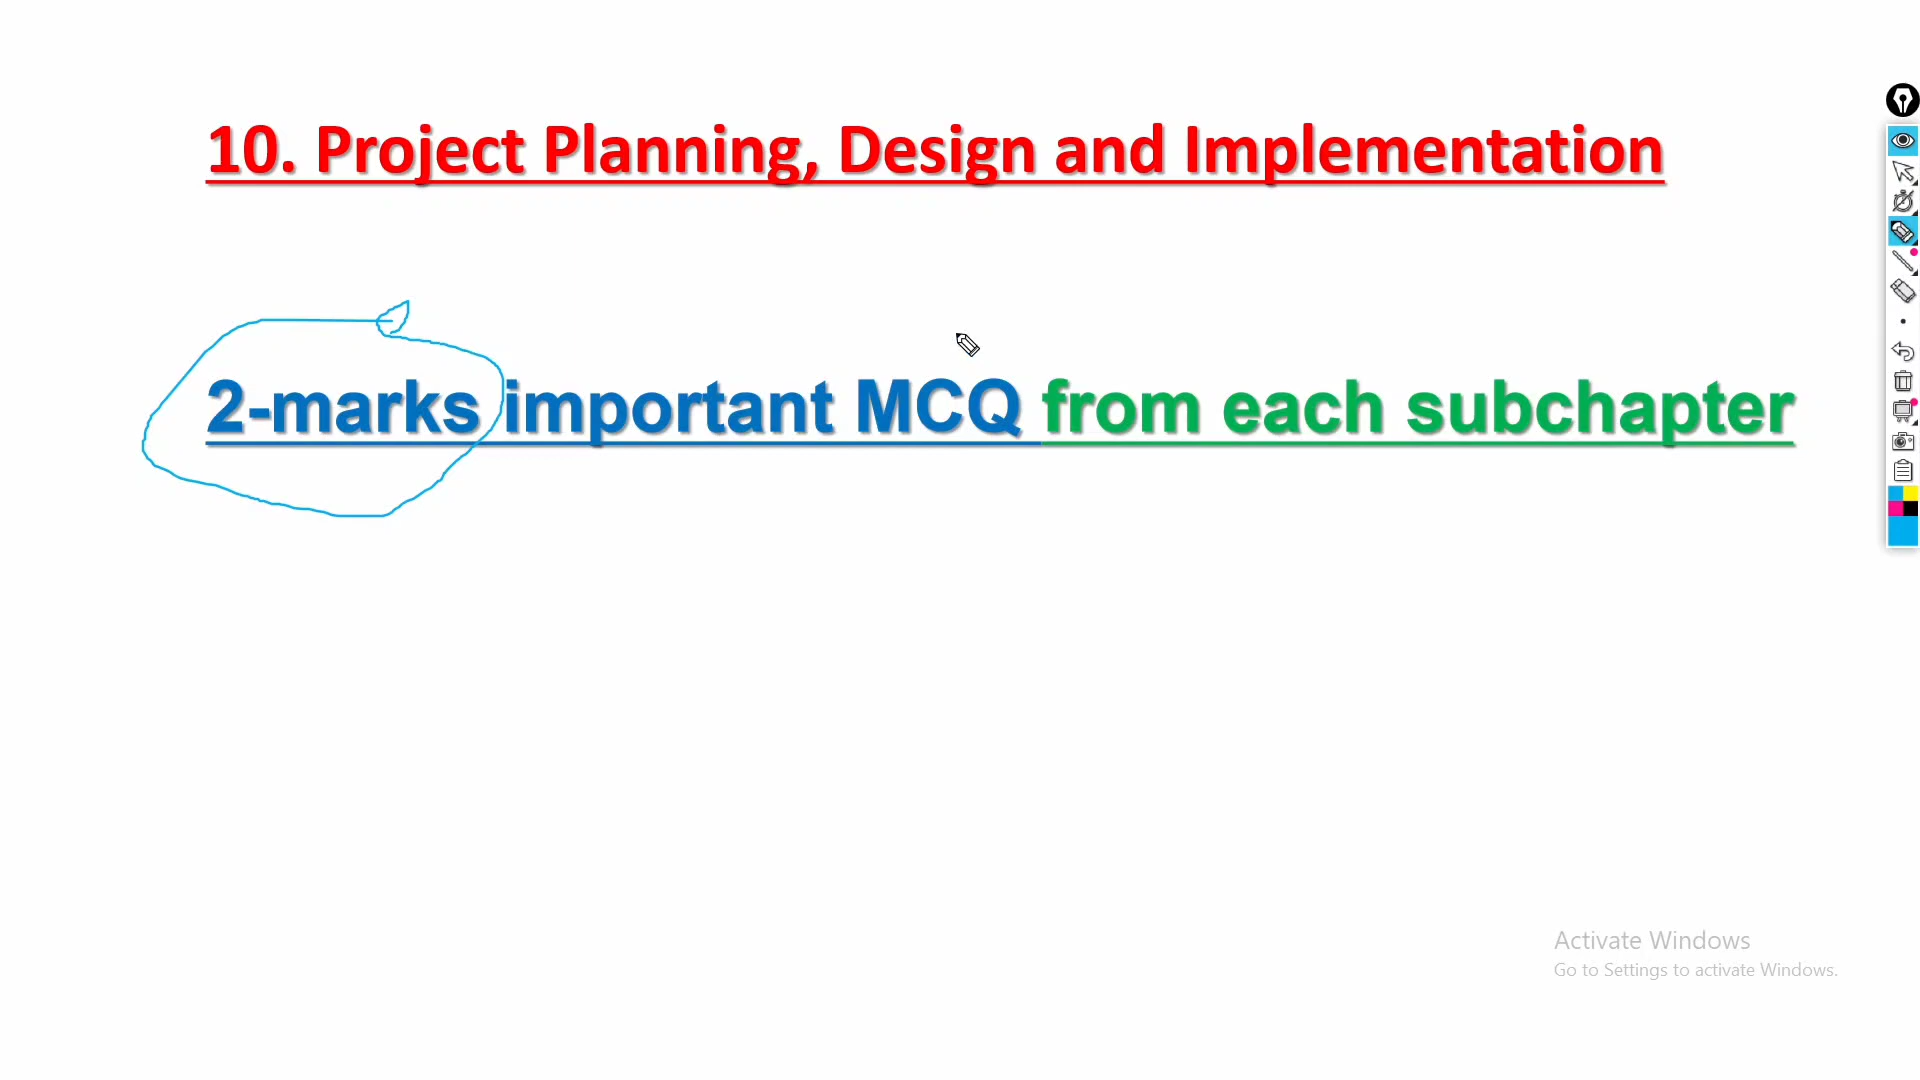 10. Project Planning, Design and Implementation
2-marks important MCQ from each subchapter
Activate Windows
Go to Settings to activate Windows.